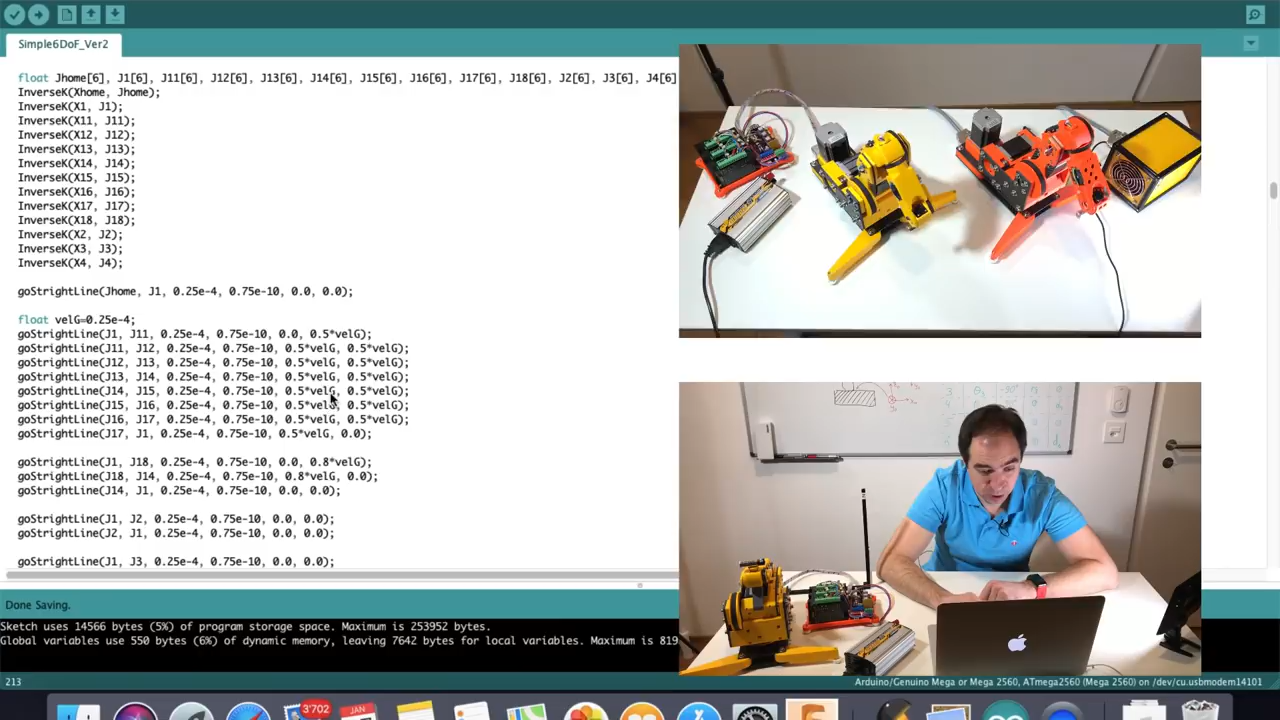 Simple6DoF_Ver2
float Jhome[6], J1[6], J11[6], J12[6], J13[6], J14[6], J15[6], J16[6], J17[6], J18[6], J2[6], J3[6], J4[6]
InverseK(Xhome, Jhome);
InverseK(X1, J1);
InverseK(X11, J11);
InverseK(X12, J12);
InverseK(X13, J13);
InverseK(X14, J14);
InverseK(X15, J15);
InverseK(X16, J16);
InverseK(X17, J17);
InverseK(X18, J18);
InverseK(X2, J2);
InverseK(X3, J3);
InverseK(X4, J4);
goStrightLine(Jhome, J1, 0.25e-4, 0.75e-10, 0.0, 0.0);
float velG=0.25e-4;
goStrightLine(J1, J11, 0.25e-4, 0.75e-10, 0.0, 0.5*velG);
goStrightLine(J11, J12, 0.25e-4, 0.75e-10, 0.5*velG, 0.5*velG);
goStrightLine(J12, J13, 0.25e-4, 0.75e-10, 0.5*velG, 0.5*velG);
goStrightLine(J13, J14, 0.25e-4, 0.75e-10, 0.5*velG, 0.5*velG);
goStrightLine(J14, J15, 0.25e-4, 0.75e-10, 0.5*velG, 0.5*velG);
goStrightLine(J15, J16, 0.25e-4, 0.75e-10, 0.5*velG, 0.5*velG);
goStrightLine(J16, J17, 0.25e-4, 0.75e-10, 0.5*velG, 0.5*velG);
goStrightLine(J17, J1, 0.25e-4, 0.75e-10, 0.5*velG, 0.0);
goStrightLine(J1, J18, 0.25e-4, 0.75e-10, 0.0, 0.8*velG);
goStrightLine(J18, J14, 0.25e-4, 0.75e-10, 0.8*velG, 0.0);
goStrightLine(J14, J1, 0.25e-4, 0.75e-10, 0.0, 0.0);
goStrightLine(J1, J2, 0.25e-4, 0.75e-10, 0.0, 0.0);
goStrightLine(J2, J1, 0.25e-4, 0.75e-10, 0.0, 0.0);
goStrightLine(J1, J3, 0.25e-4, 0.75e-10, 0.0, 0.0);
Done Saving.
Sketch uses 14566 bytes (5%) of program storage space. Maximum is 253952 bytes.
Global variables use 550 bytes (6%) of dynamic memory, leaving 7642 bytes for local variables. Maximum is 819
213
Arduino/Genuino Mega or Mega 2560, ATmega2560 (Mega 2560) on /dev/cu.usbmodem14101
3'702
JAN